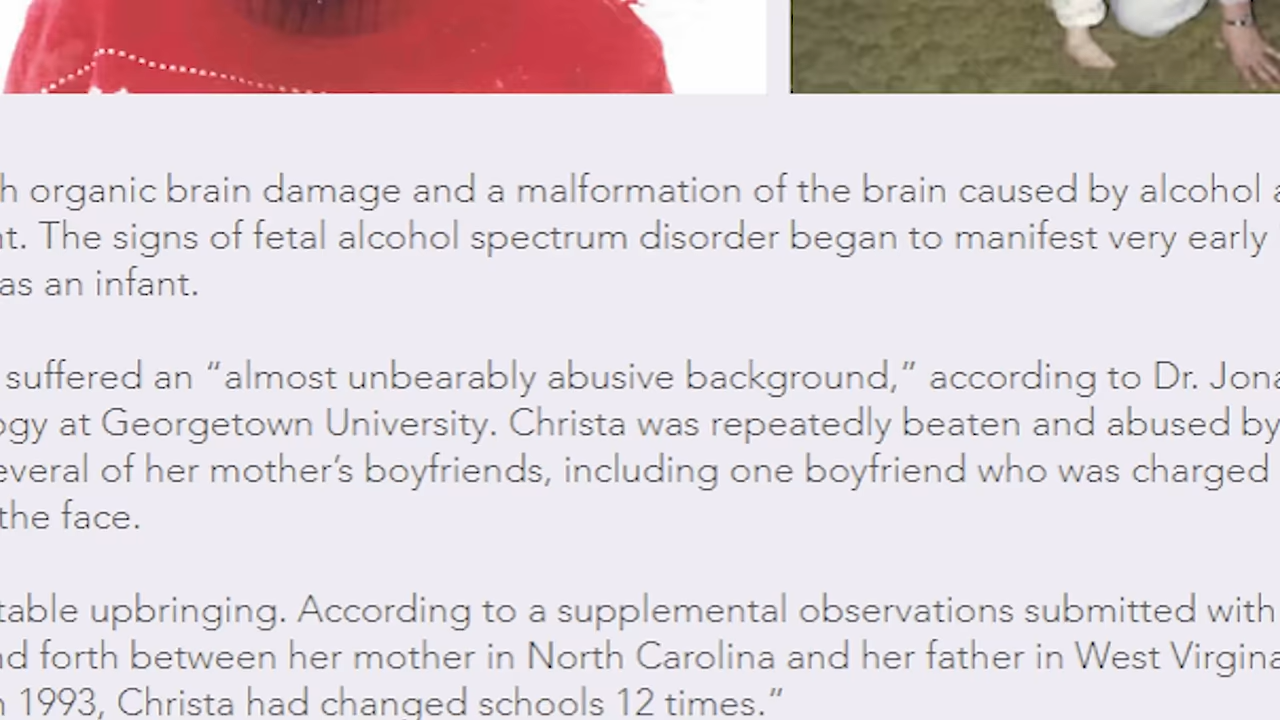 h organic brain damage and a malformation of the brain caused by alcohol a
nt. The signs of fetal alcohol spectrum disorder began to manifest very early
as an infant.
suffered an “almost unbearably abusive background,” according to Dr. Jona
ogy at Georgetown University. Christa was repeatedly beaten and abused by
everal of her mother’s boyfriends, including one boyfriend who was charged
the face.
table upbringing. According to a supplemental observations submitted with
nd forth between her mother in North Carolina and her father in West Virgina
n 1993, Christa had changed schools 12 times.”